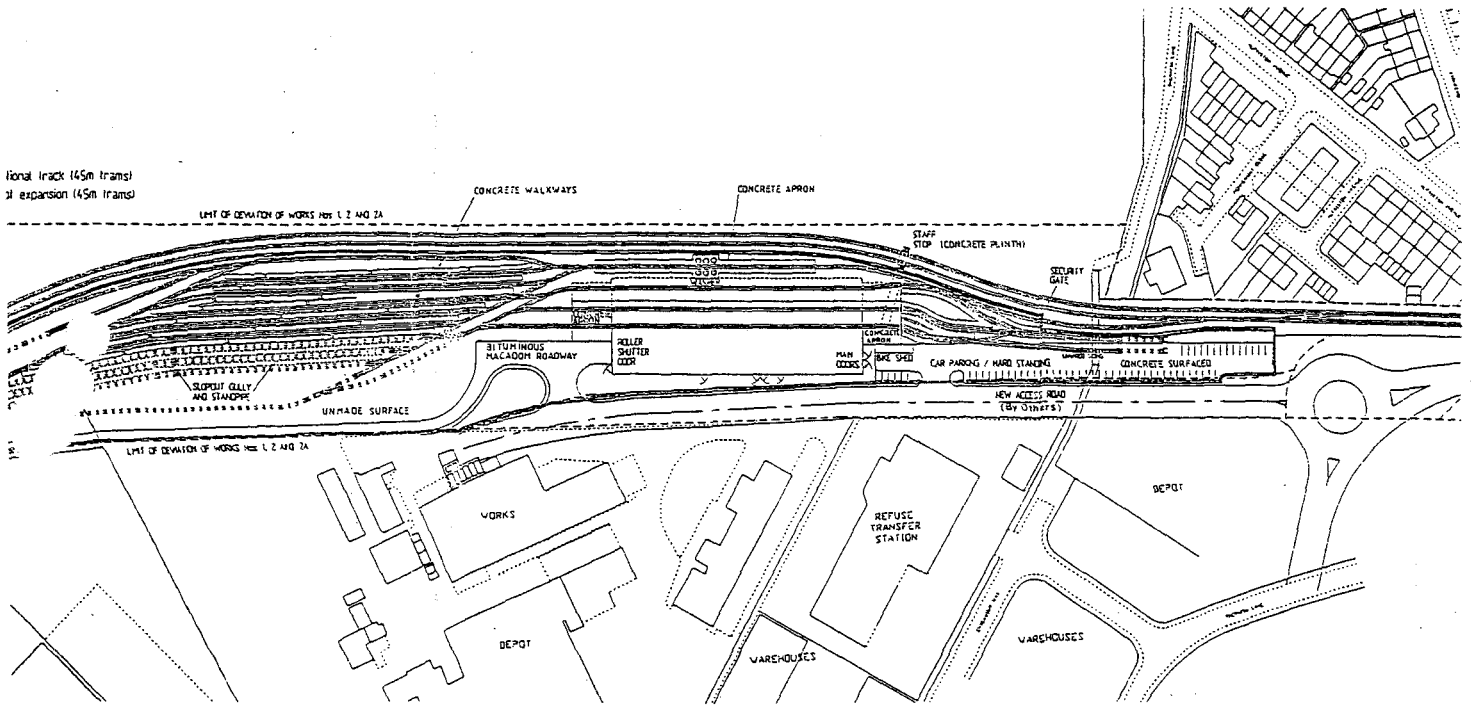 tional track (45m trams)
al expansion (45m trams)
CONCRETE WALKWAYS
CONCRETE APRON
LIMIT OF DEVIATION OF WORKS Nos 1, 2 AND 2A
STAFF
STOP (CONCRETE PLINTH)
SECURITY
GATE
ROLLER
SHUTTER
DOOR
MAIN
DOORS
CONCRETE
APRON
BIKE SHED
CAR PARKING / HARD STANDING
CONCRETE SURFACED
BITUMINOUS
MACADAM ROADWAY
SLOPOUT GULLY
AND STANDPIPE
UNMADE SURFACE
NEW ACCESS ROAD
(By Others)
LIMIT OF DEVIATION OF WORKS Nos 1, 2 AND 2A
WORKS
REFUSE
TRANSFER
STATION
DEPOT
DEPOT
WAREHOUSES
WAREHOUSES